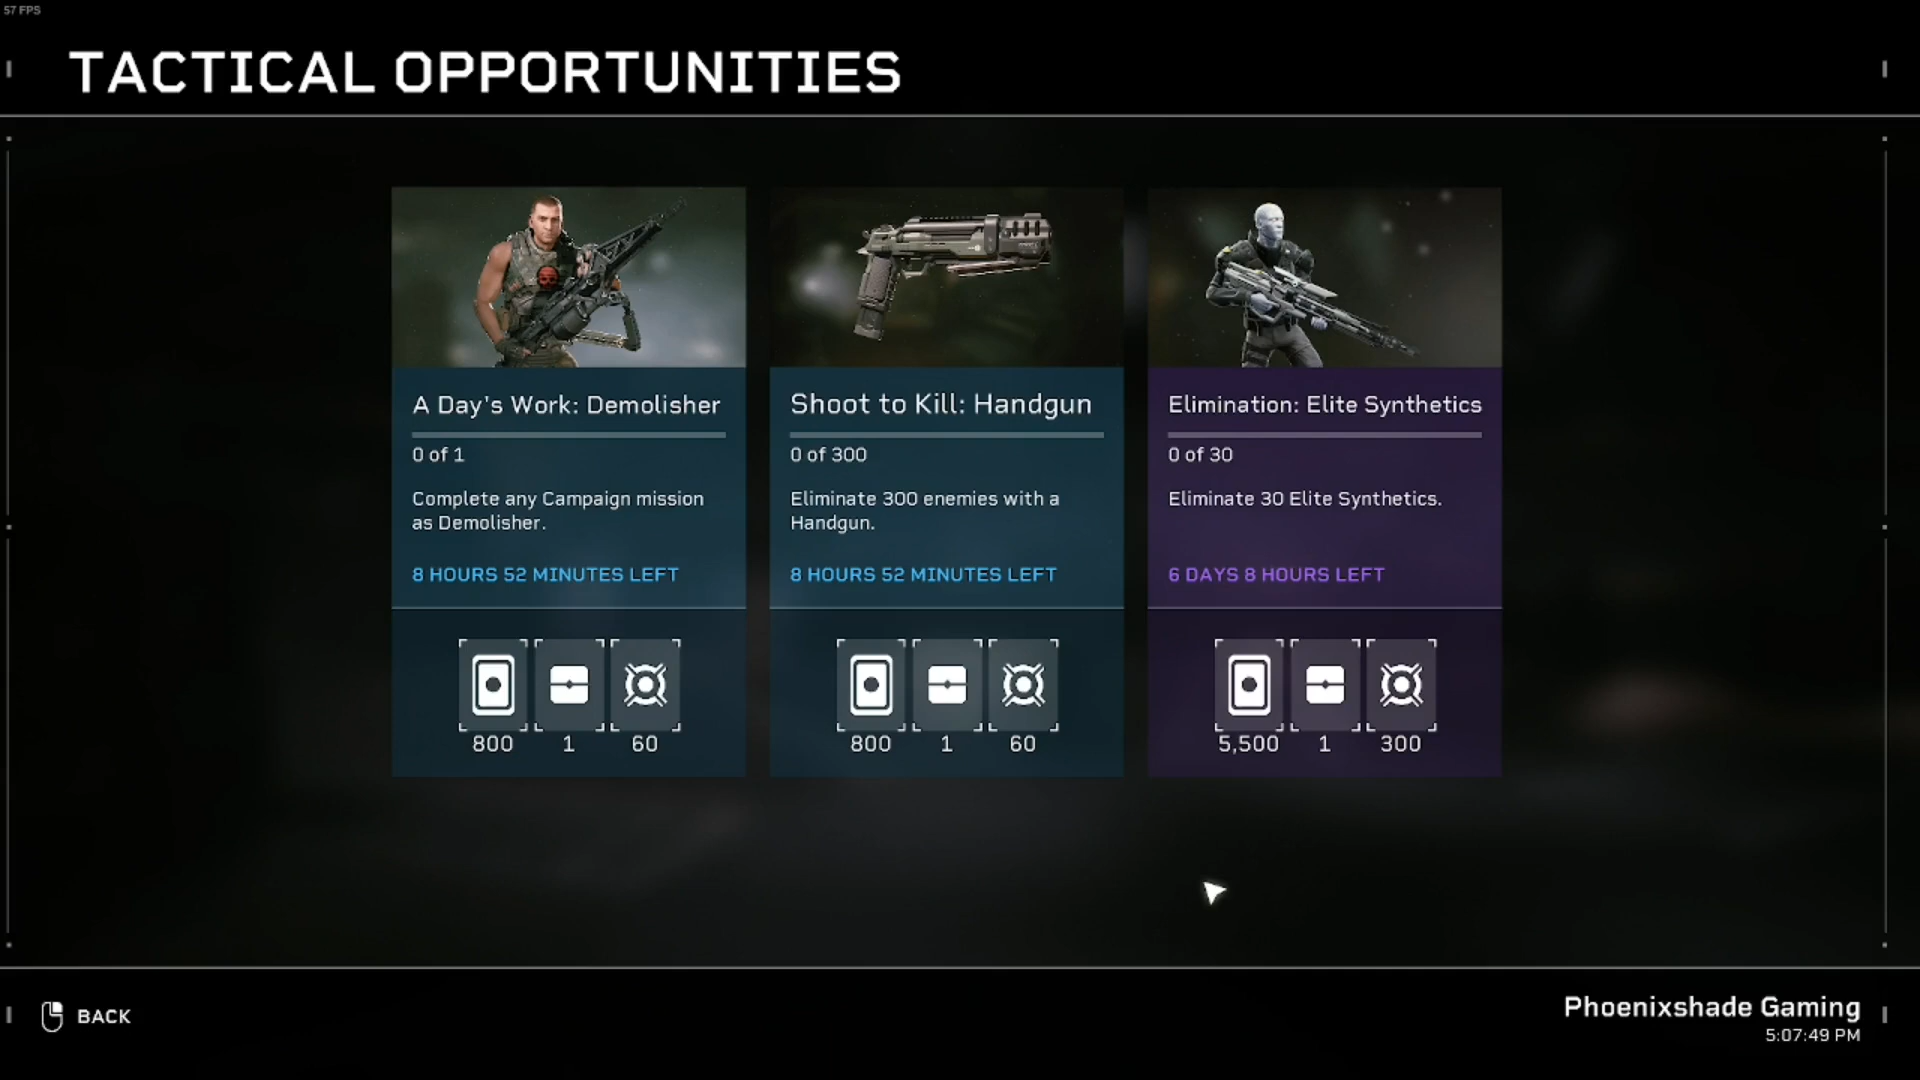 57 FPS
TACTICAL OPPORTUNITIES
A Day's Work: Demolisher
0 of 1
Complete any Campaign mission
as Demolisher.
8 HOURS 52 MINUTES LEFT
800 1 60
Shoot to Kill: Handgun
0 of 300
Eliminate 300 enemies with a
Handgun.
8 HOURS 52 MINUTES LEFT
800 1 60
Elimination: Elite Synthetics
0 of 30
Eliminate 30 Elite Synthetics.
6 DAYS 8 HOURS LEFT
5,500 1 300
BACK
Phoenixshade Gaming
5:07:49 PM